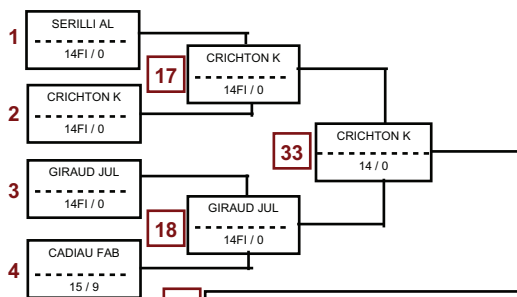 1
SERILLI AL
14FI / 0
17
CRICHTON K
14FI / 0
2
CRICHTON K
14FI / 0
33
CRICHTON K
14 / 0
3
GIRAUD JUL
14FI / 0
18
GIRAUD JUL
14FI / 0
4
CADIAU FAB
15 / 9